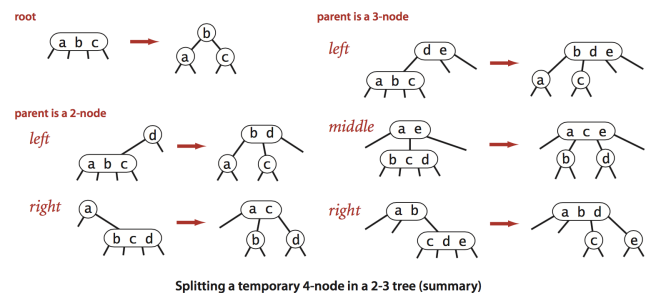 root
a b c
b
a c
parent is a 2-node
left
d
a b c
b d
a c
right
a
b c d
a c
b d
parent is a 3-node
left
d e
a b c
b d e
a c
middle
a e
b c d
a c e
b d
right
a b
c d e
a b d
c e
Splitting a temporary 4-node in a 2-3 tree (summary)